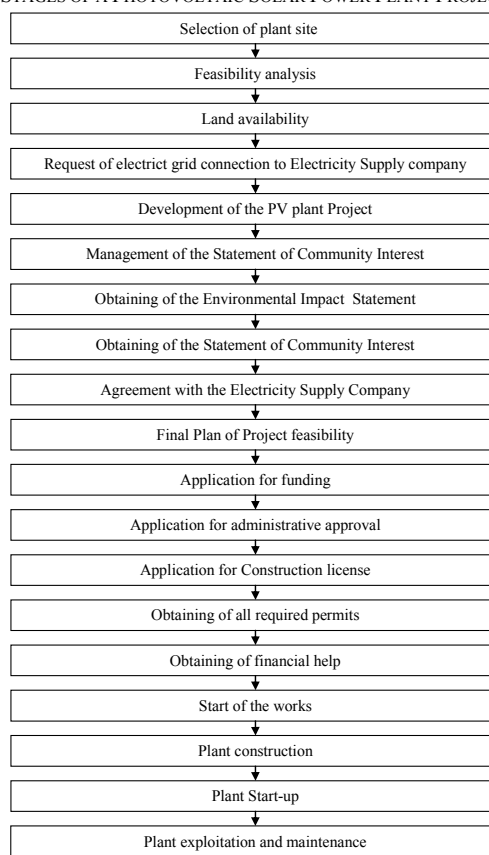 STAGES OF A PHOTOVOLTAIC SOLAR POWER PLANT PROJE
Selection of plant site
Feasibility analysis
Land availability
Request of electrict grid connection to Electricity Supply company
Development of the PV plant Project
Management of the Statement of Community Interest
Obtaining of the Environmental Impact Statement
Obtaining of the Statement of Community Interest
Agreement with the Electricity Supply Company
Final Plan of Project feasibility
Application for funding
Application for administrative approval
Application for Construction license
Obtaining of all required permits
Obtaining of financial help
Start of the works
Plant construction
Plant Start-up
Plant exploitation and maintenance